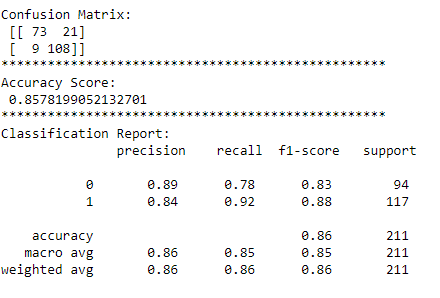 Confusion Matrix:
[[ 73  21]
[  9 108]]
**************************************************
Accuracy Score:
0.8578199052132701
**************************************************
Classification Report:
precision    recall  f1-score   support
0       0.89      0.78      0.83        94
1       0.84      0.92      0.88       117
accuracy                           0.86       211
macro avg       0.86      0.85      0.85       211
weighted avg       0.86      0.86      0.86       211